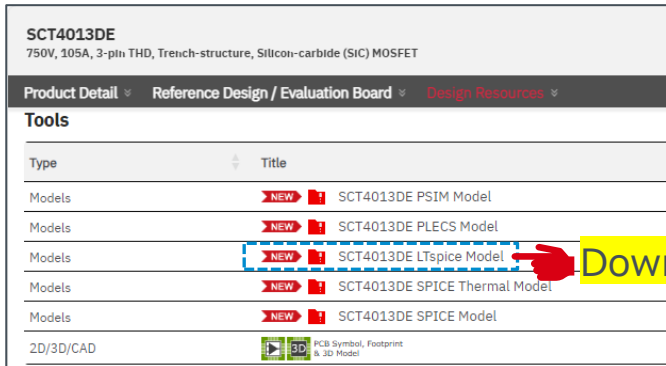 SCT4013DE
750V, 105A, 3-pin THD, Trench-structure, Silicon-carbide (SiC) MOSFET
Product Detail Reference Design / Evaluation Board Design Resources
Tools
Type Title
Models NEW SCT4013DE PSIM Model
Models NEW SCT4013DE PLECS Model
Models NEW SCT4013DE LTspice Model
Models NEW SCT4013DE SPICE Thermal Model
Models NEW SCT4013DE SPICE Model
2D/3D/CAD 3D PCB Symbol, Footprint
& 3D Model